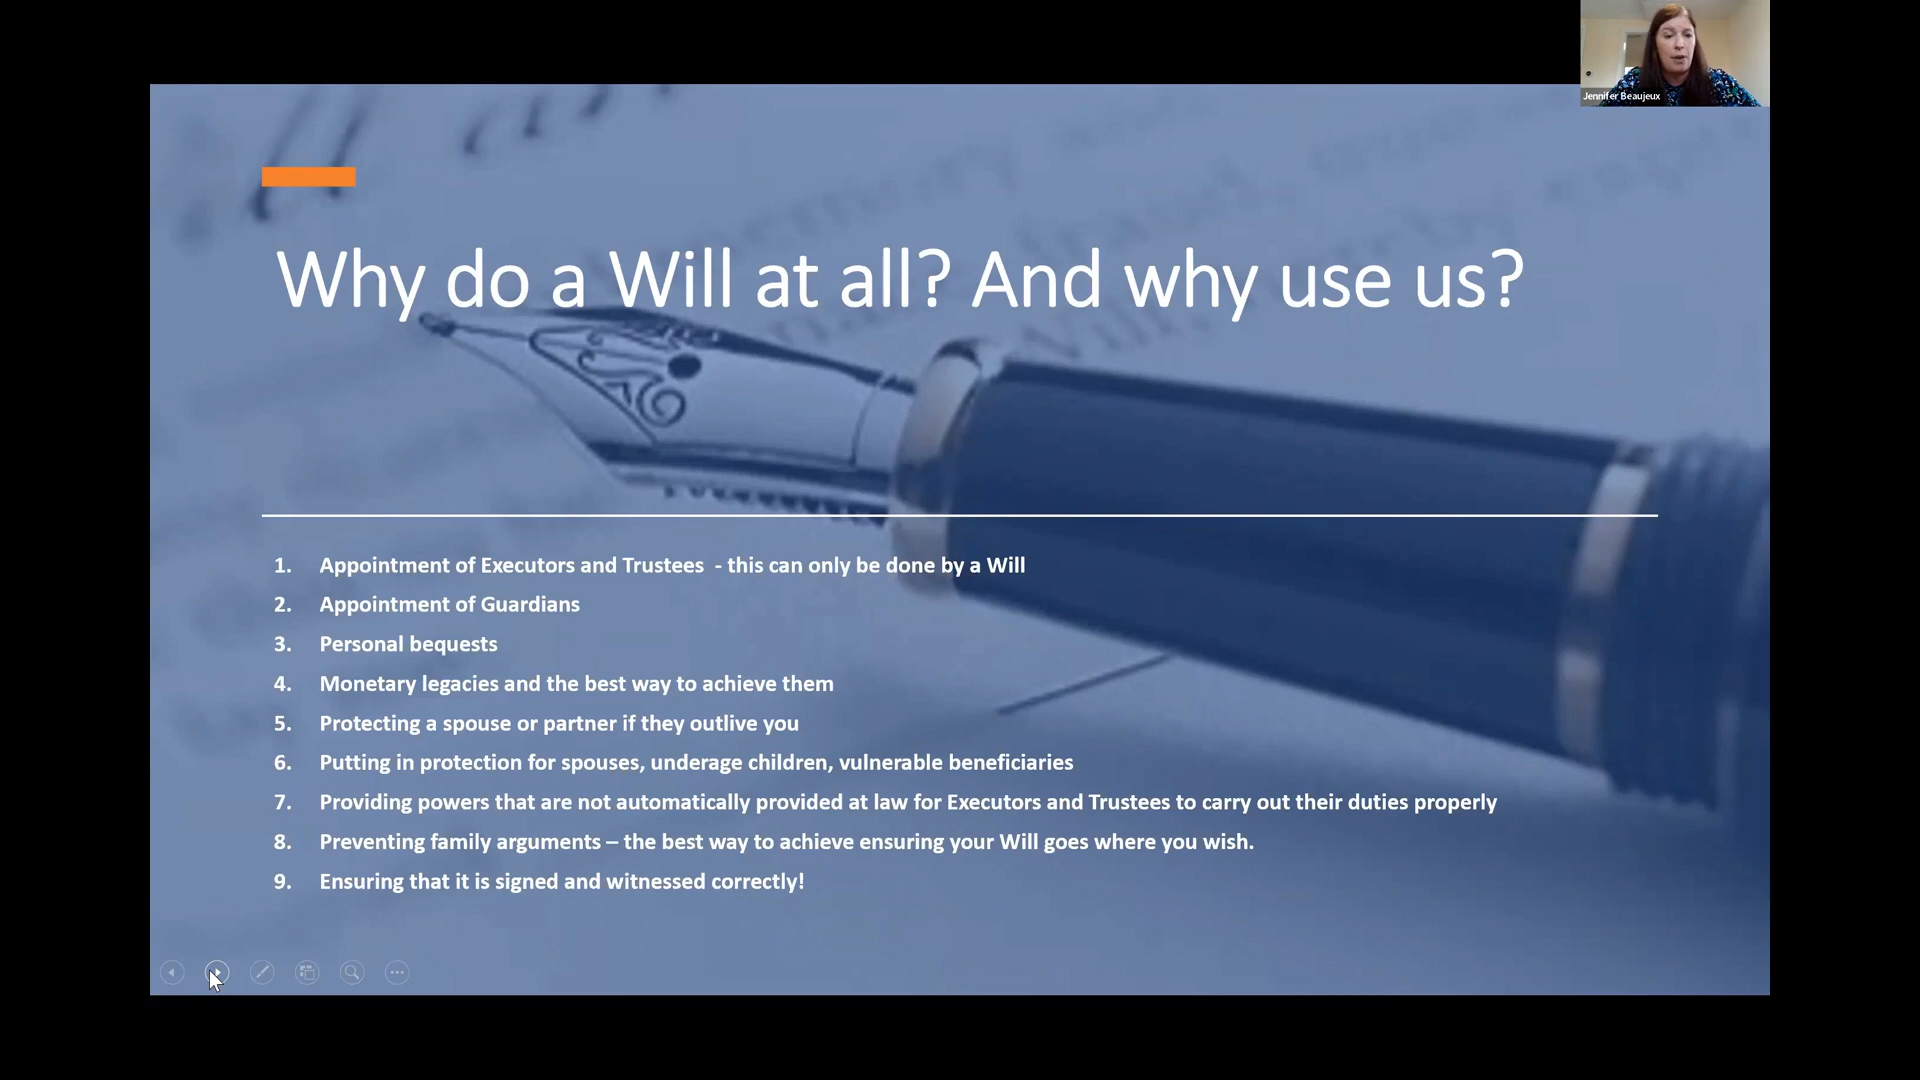 Jennifer Beaujeux
Why do a Will at all? And why use us?
1. Appointment of Executors and Trustees  - this can only be done by a Will
2. Appointment of Guardians
3. Personal bequests
4. Monetary legacies and the best way to achieve them
5. Protecting a spouse or partner if they outlive you
6. Putting in protection for spouses, underage children, vulnerable beneficiaries
7. Providing powers that are not automatically provided at law for Executors and Trustees to carry out their duties properly
8. Preventing family arguments – the best way to achieve ensuring your Will goes where you wish.
9. Ensuring that it is signed and witnessed correctly!